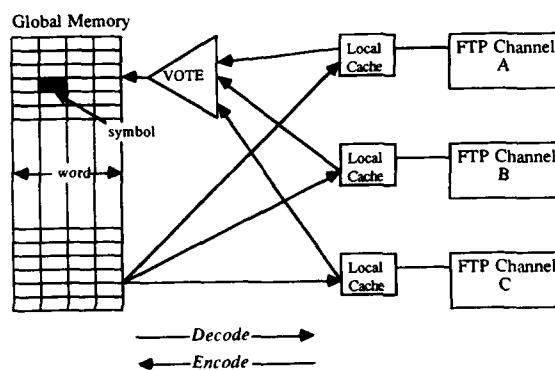 Global Memory
VOTE
symbol
word
Local
Cache
FTP Channel
A
Local
Cache
FTP Channel
B
Local
Cache
FTP Channel
C
Decode
Encode